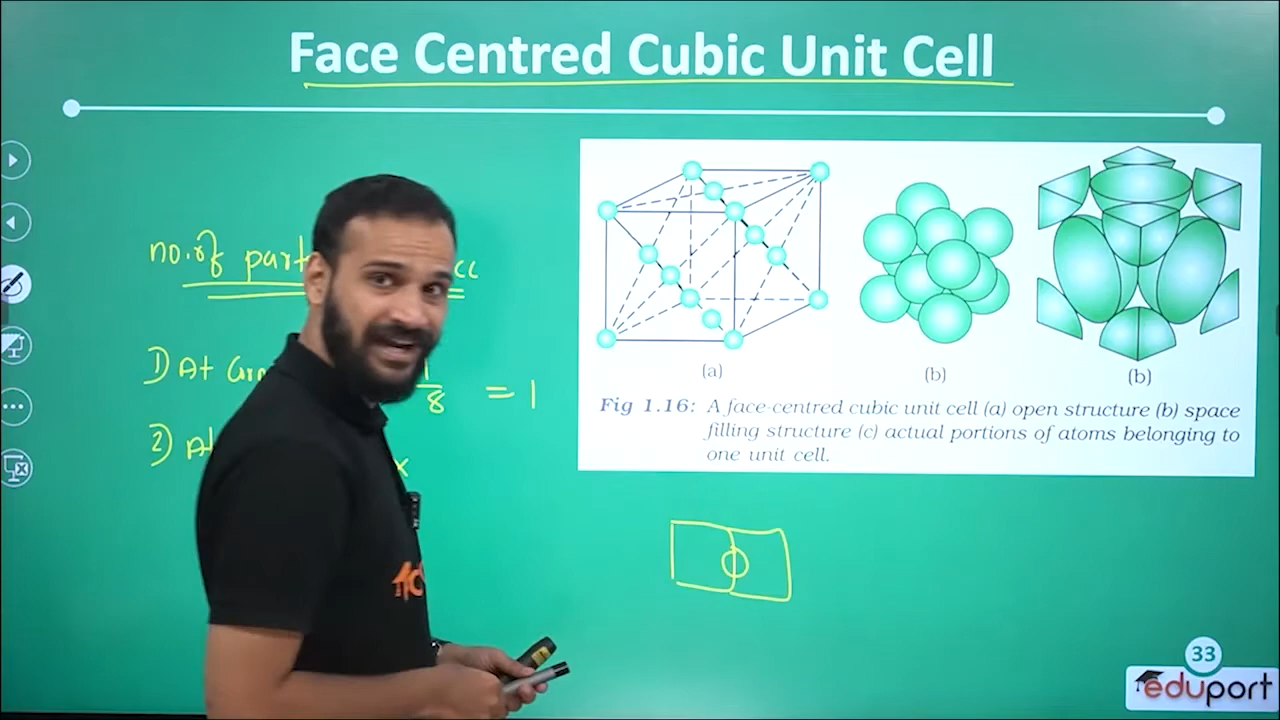 Face Centred Cubic Unit Cell
no. of part
cc
1) At
1/8 = 1
2) At
x
(a)
(b)
(b)
Fig 1.16: A face-centred cubic unit cell (a) open structure (b) space
filling structure (c) actual portions of atoms belonging to
one unit cell.
33
eduport